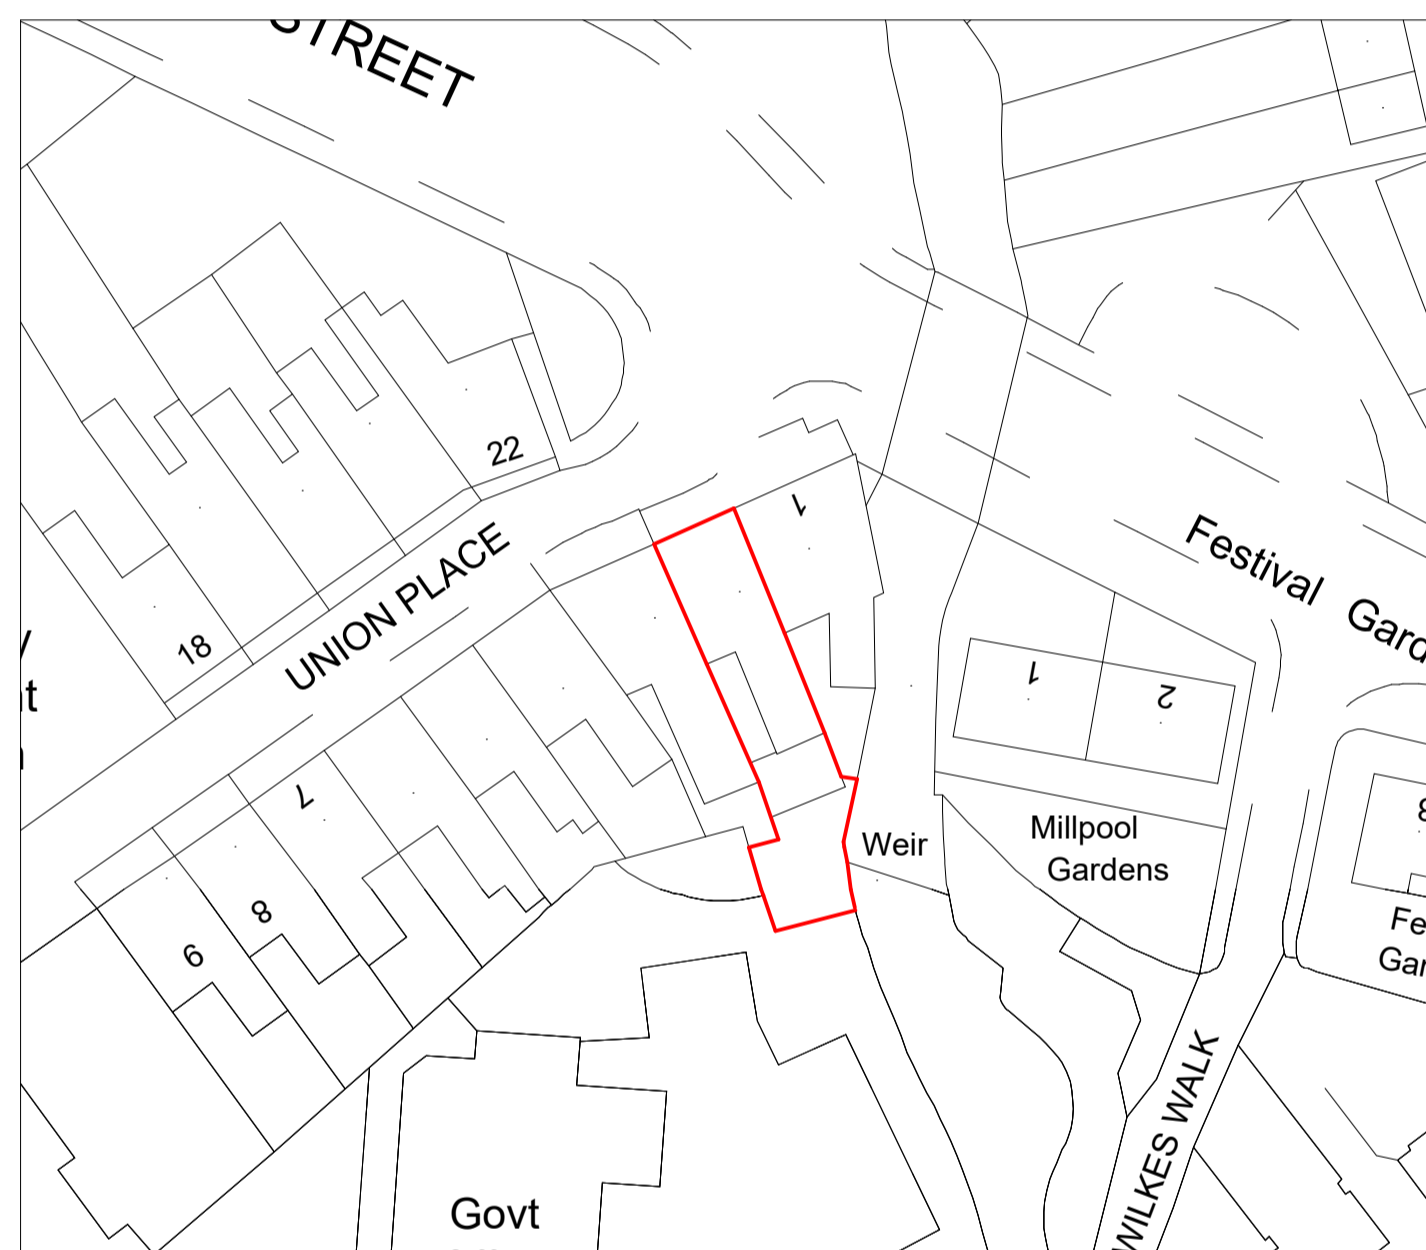 STREET
22
1
UNION PLACE
18
Festival Gard
1
2
7
Weir
Millpool
Gardens
8
9
Fe
Gar
WILKES WALK
Govt